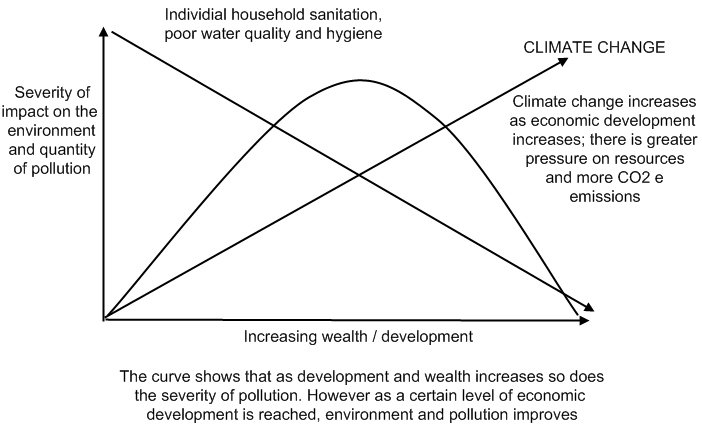 Individial household sanitation,
poor water quality and hygiene
CLIMATE CHANGE
Severity of
impact on the
environment
and quantity
of pollution
Climate change increases
as economic development
increases; there is greater
pressure on resources
and more CO2 e
emissions
Increasing wealth / development
The curve shows that as development and wealth increases so does
the severity of pollution. However as a certain level of economic
development is reached, environment and pollution improves